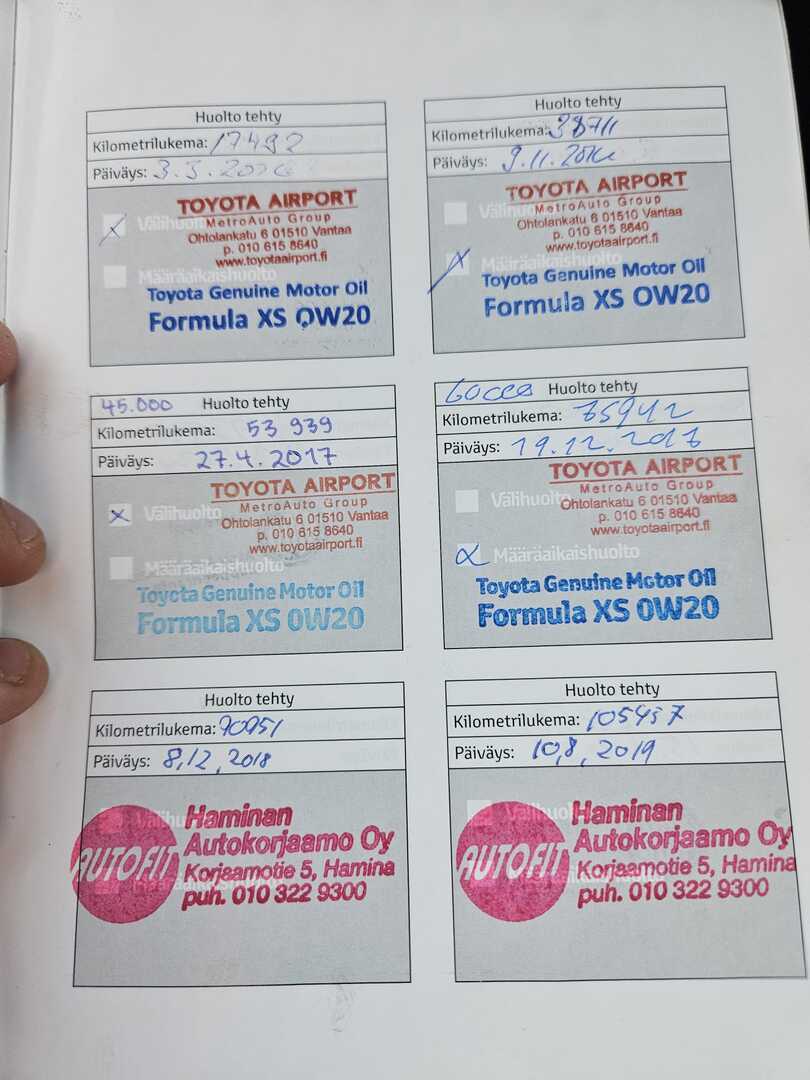 Huolto tehty
Kilometrilukema: 17492
Päiväys: 3.3.2016
Välihuolto
TOYOTA AIRPORT
MetroAuto Group
Ohtolankatu 6 01510 Vantaa
p. 010 615 8640
www.toyotaairport.fi
Määräaikaishuolto
Toyota Genuine Motor Oil
Formula XS 0W20
Huolto tehty
Kilometrilukema: 38711
Päiväys: 9.11.2016
Välihuolto
TOYOTA AIRPORT
MetroAuto Group
Ohtolankatu 6 01510 Vantaa
p. 010 615 8640
www.toyotaairport.fi
Määräaikaishuolto
Toyota Genuine Motor Oil
Formula XS 0W20
45.000 Huolto tehty
Kilometrilukema: 53 939
Päiväys: 27.4.2017
TOYOTA AIRPORT
MetroAuto Group
Välihuolto
Ohtolankatu 6 01510 Vantaa
p. 010 615 8640
www.toyotaairport.fi
Määräaikaishuolto
Toyota Genuine Motor Oil
Formula XS 0W20
Huolto tehty
Kilometrilukema: 75942
Päiväys: 19.12.2017
TOYOTA AIRPORT
MetroAuto Group
Välihuolto
Ohtolankatu 6 01510 Vantaa
p. 010 615 8640
www.toyotaairport.fi
Määräaikaishuolto
Toyota Genuine Motor Oil
Formula XS 0W20
Huolto tehty
Kilometrilukema: 90951
Päiväys: 8,12,2018
Välihuolto
Haminan
AUTOFIT
Autokorjaamo Oy
Korjaamotie 5, Hamina
Määräaikaishuolto
puh. 010 322 9300
Huolto tehty
Kilometrilukema: 105457
Päiväys: 10,8,2019
Välihuolto
Haminan
AUTOFIT
Autokorjaamo Oy
Korjaamotie 5, Hamina
Määräaikaishuolto
puh. 010 322 9300